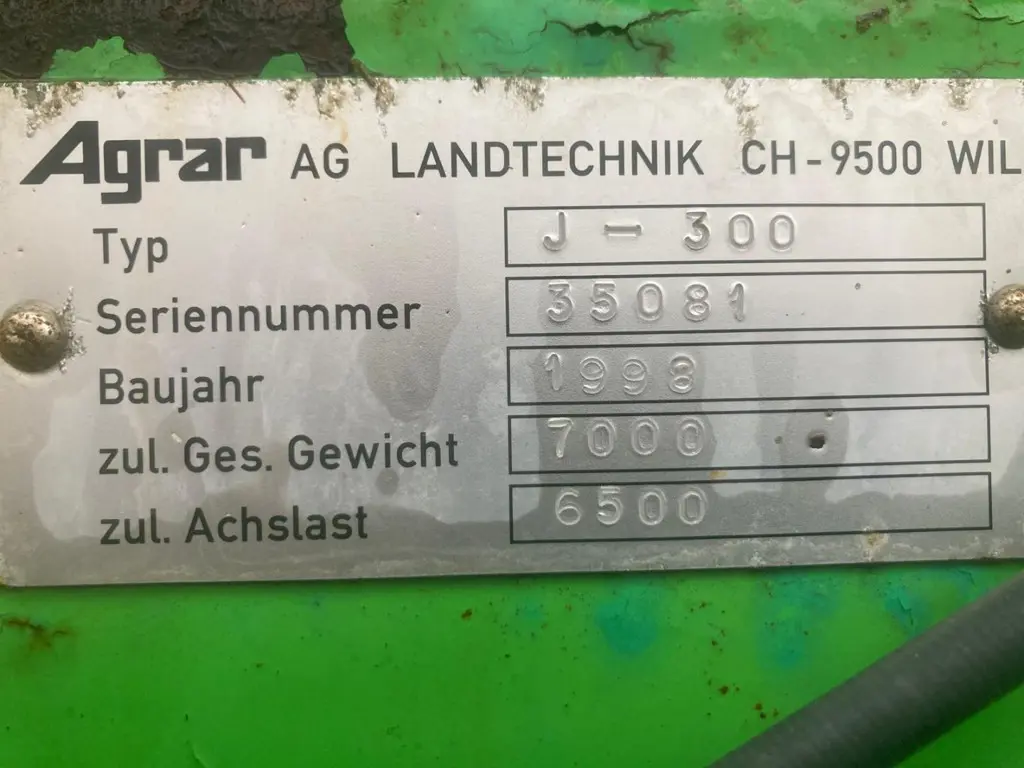 Agrar AG LANDTECHNIK CH-9500 WIL
Typ J - 300
Seriennummer 35081
Baujahr 1998
zul. Ges. Gewicht 7000
zul. Achslast 6500